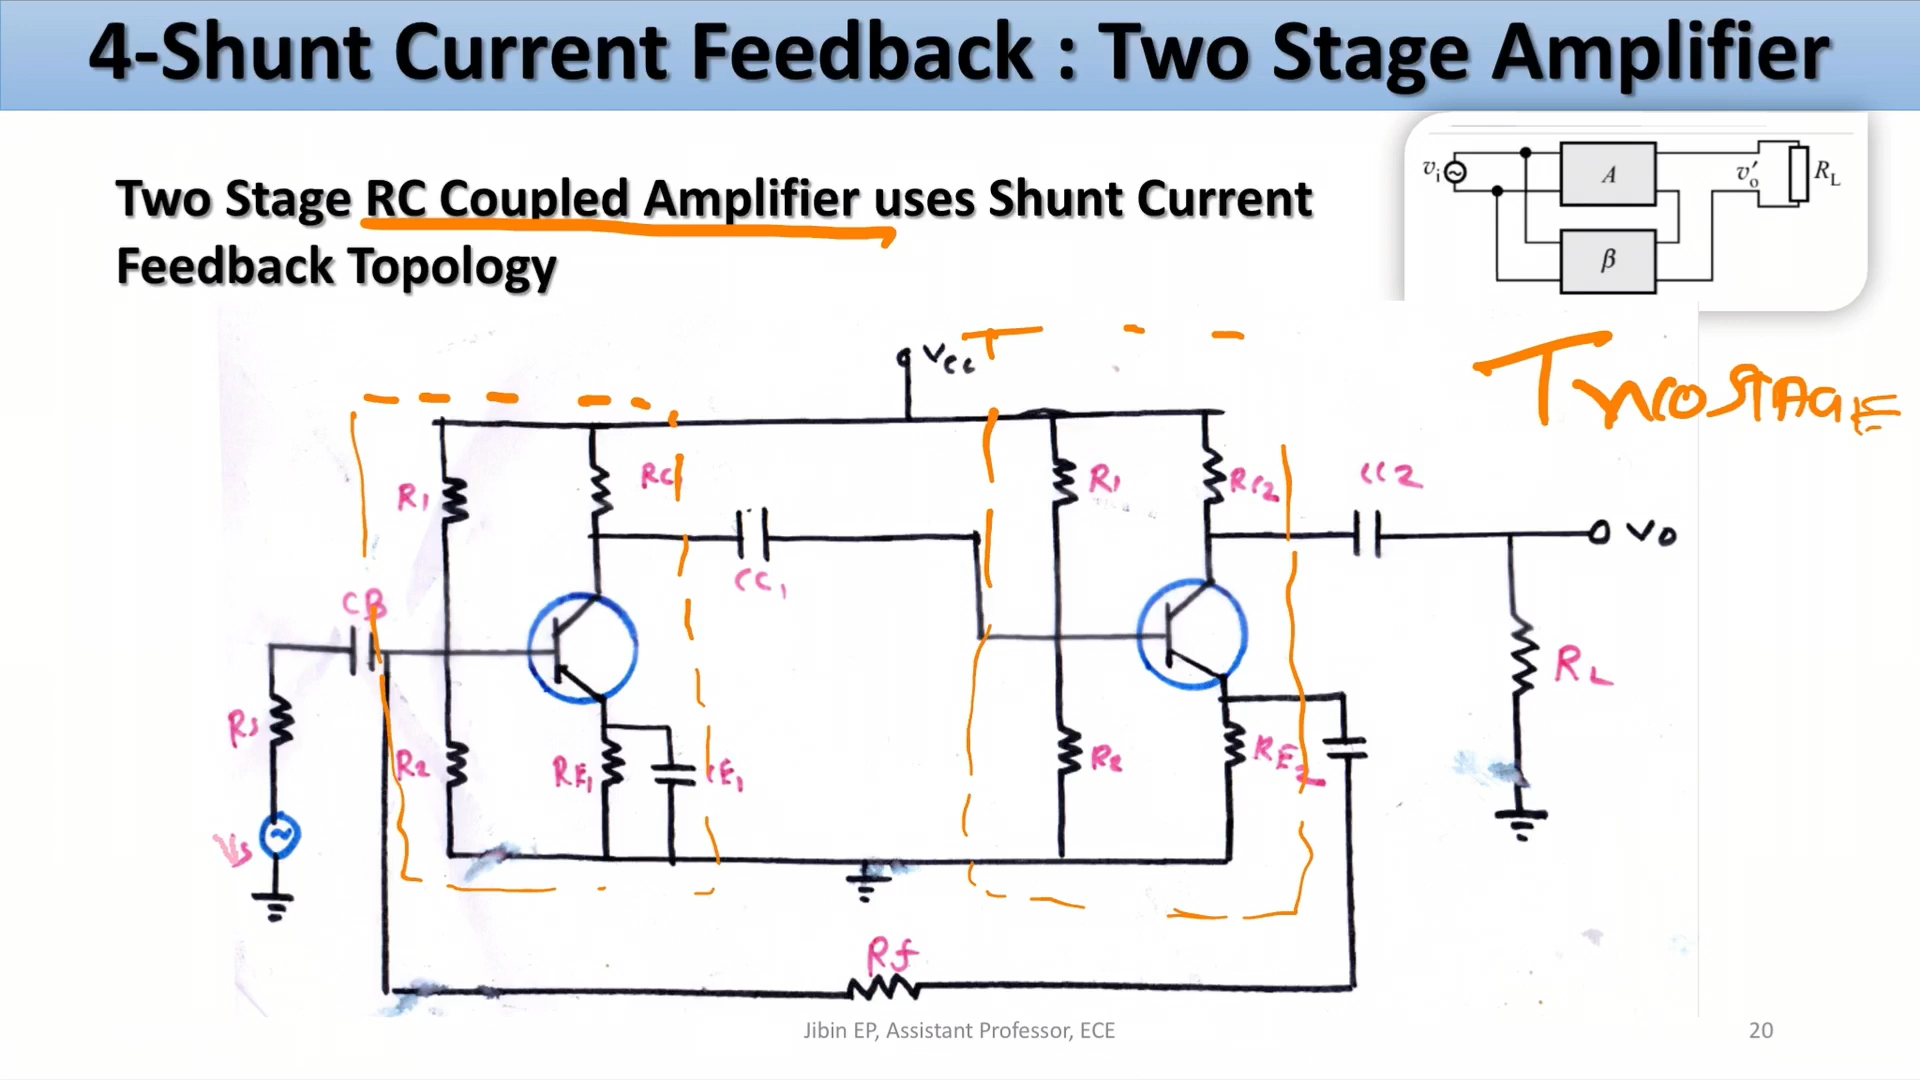 4-Shunt Current Feedback : Two Stage Amplifier
Two Stage RC Coupled Amplifier uses Shunt Current
Feedback Topology
vi
A
v'o
RL
β
TWO STAGE
VCC
R1
RC1
CC1
R1
RC2
CC2
VO
CB
RS
R2
RE1
CE1
R2
RE2
RL
VS
Rf
Jibin EP, Assistant Professor, ECE
20